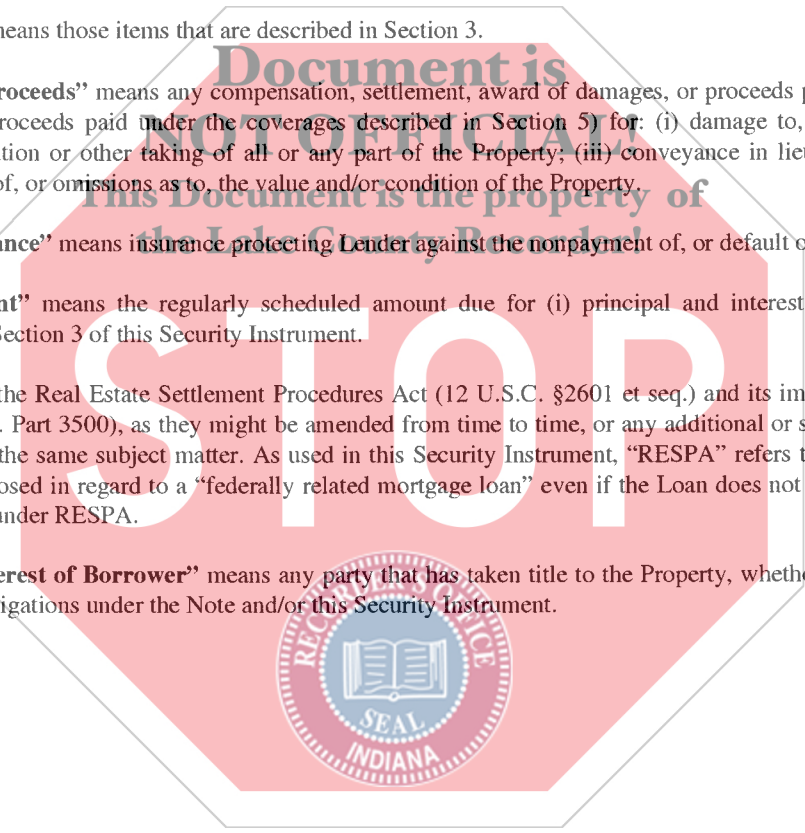 means those items that are described in Section 3.
Document is
roceeds” means any compensation, settlement, award of damages, or proceeds p
NOT OFFICIAL!
roceeds paid under the coverages described in Section 5) for: (i) damage to,
tion or other taking of all or any part of the Property; (iii) conveyance in lieu
of, or omissions as to, the value and/or condition of the Property.
This Document is the property of
the Lake County Recorder!
ance” means insurance protecting Lender against the nonpayment of, or default o
nt” means the regularly scheduled amount due for (i) principal and interest
Section 3 of this Security Instrument.
STOP
the Real Estate Settlement Procedures Act (12 U.S.C. §2601 et seq.) and its im
. Part 3500), as they might be amended from time to time, or any additional or s
the same subject matter. As used in this Security Instrument, “RESPA” refers t
osed in regard to a “federally related mortgage loan” even if the Loan does not
under RESPA.
erest of Borrower” means any party that has taken title to the Property, whethe
igations under the Note and/or this Security Instrument.
RECORDER'S OFFICE
SEAL
INDIANA